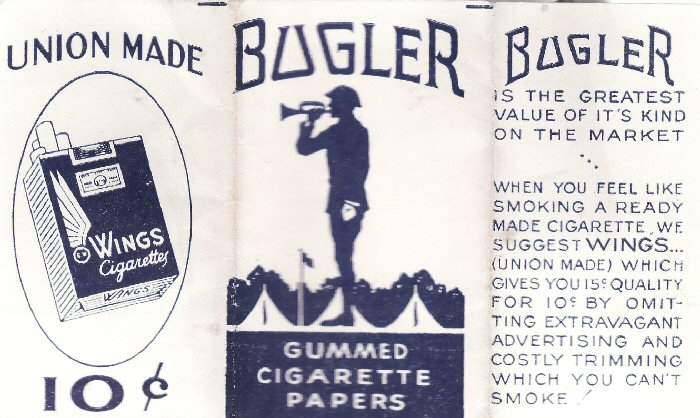 UNION MADE
WINGS
Cigarettes
WINGS
10¢
BUGLER
GUMMED
CIGARETTE
PAPERS
BUGLER
IS THE GREATEST
VALUE OF IT'S KIND
ON THE MARKET
...
WHEN YOU FEEL LIKE
SMOKING A READY
MADE CIGARETTE, WE
SUGGEST WINGS...
(UNION MADE) WHICH
GIVES YOU 15¢ QUALITY
FOR 10¢ BY OMIT-
TING EXTRAVAGANT
ADVERTISING AND
COSTLY TRIMMING
WHICH YOU CAN'T
SMOKE!